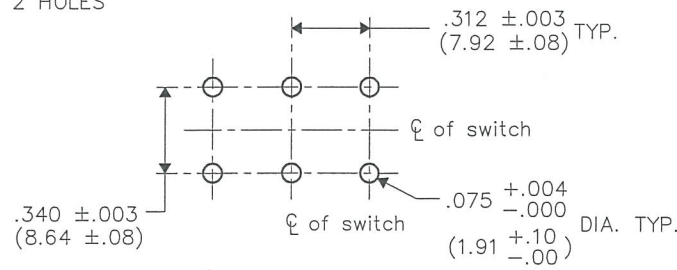 2 HOLES
.312 ±.003
(7.92 ±.08) TYP.
℄ of switch
.340 ±.003
(8.64 ±.08)
℄ of switch
.075 +.004
-.000
DIA. TYP.
(1.91 +.10
-.00 )